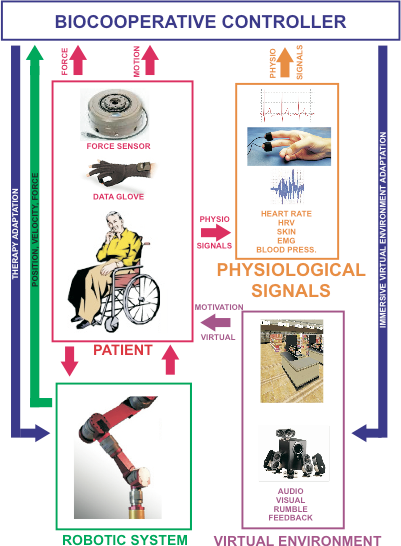 BIOCOOPERATIVE CONTROLLER
FORCE
MOTION
PHYSIO
SIGNALS
THERAPY ADAPTATION
POSITION, VELOCITY, FORCE
IMMERSIVE VIRTUAL ENVIRONMENT ADAPTATION
FORCE SENSOR
DATA GLOVE
PHYSIO
SIGNALS
HEART RATE
HRV
SKIN
EMG
BLOOD PRESS.
PHYSIOLOGICAL
SIGNALS
MOTIVATION
VIRTUAL
PATIENT
AUDIO
VISUAL
RUMBLE
FEEDBACK
ROBOTIC SYSTEM
VIRTUAL ENVIRONMENT